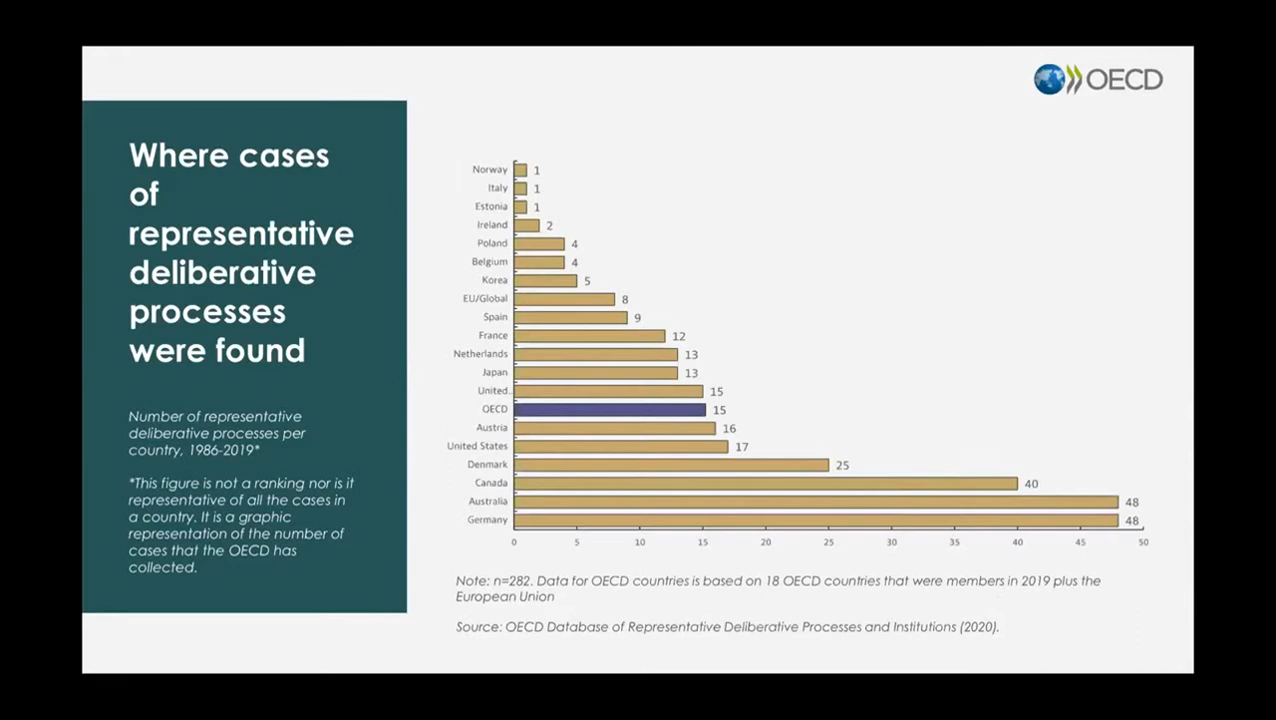 OECD
Where cases
of
representative
deliberative
processes
were found
Number of representative
deliberative processes per
country, 1986-2019*
*This figure is not a ranking nor is it
representative of all the cases in
a country. It is a graphic
representation of the number of
cases that the OECD has
collected.
Norway 1
Italy 1
Estonia 1
Ireland 2
Poland 4
Belgium 4
Korea 5
EU/Global 8
Spain 9
France 12
Netherlands 13
Japan 13
United.. 15
OECD 15
Austria 16
United States 17
Denmark 25
Canada 40
Australia 48
Germany 48
0 5 10 15 20 25 30 35 40 45 50
Note: n=282. Data for OECD countries is based on 18 OECD countries that were members in 2019 plus the
European Union
Source: OECD Database of Representative Deliberative Processes and Institutions (2020).